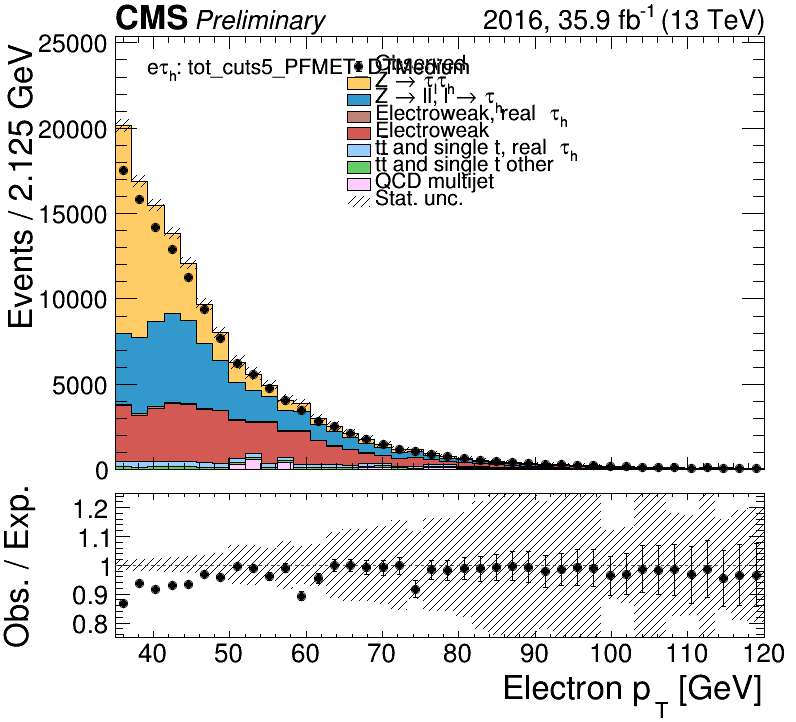 CMS Preliminary 2016, 35.9 fb⁻¹ (13 TeV)
Events / 2.125 GeV
25000
20000
15000
10000
5000
0
eτh: tot_cuts5_PFMET
Medium
Observed
Z → τlτh
Z → ll, l → τh
Electroweak, real τh
Electroweak
tt̄ and single t, real τh
tt̄ and single t other
QCD multijet
Stat. unc.
Obs. / Exp.
1.2
1.1
1
0.9
0.8
40 50 60 70 80 90 100 110 120
Electron pT [GeV]